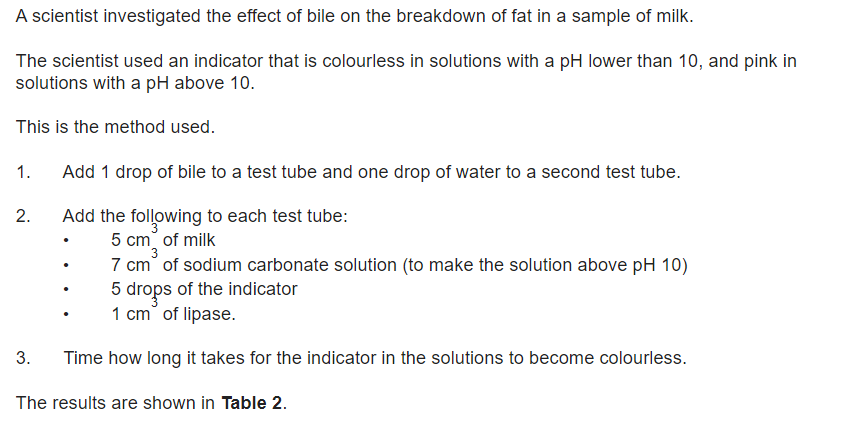 A scientist investigated the effect of bile on the breakdown of fat in a sample of milk.
The scientist used an indicator that is colourless in solutions with a pH lower than 10, and pink in
solutions with a pH above 10.
This is the method used.
1. Add 1 drop of bile to a test tube and one drop of water to a second test tube.
2. Add the following to each test tube:
• 5 cm³ of milk
• 7 cm³ of sodium carbonate solution (to make the solution above pH 10)
• 5 drops of the indicator
• 1 cm³ of lipase.
3. Time how long it takes for the indicator in the solutions to become colourless.
The results are shown in Table 2.